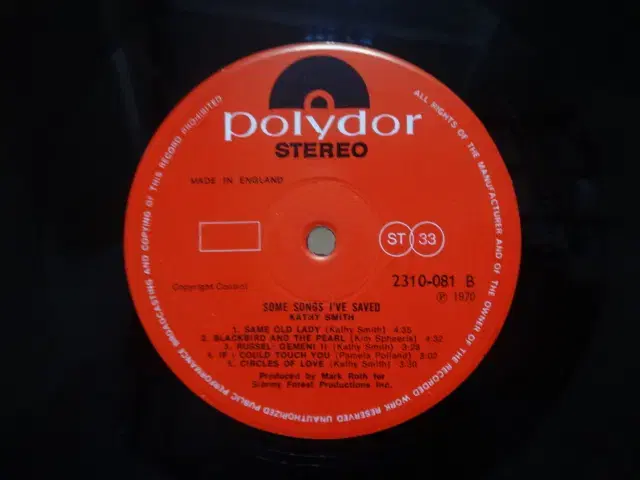 polydor
STEREO
MADE IN ENGLAND
ST 33
2310-081 B
Ⓟ 1970
Copyright Control
SOME SONGS I'VE SAVED
KATHY SMITH
1. SAME OLD LADY (Kathy Smith) 4:35
2. BLACKBIRD AND THE PEARL (Kim Spheeris) 4:32
3. RUSSEL: GEMENI II (Kathy Smith) 3:28
4. IF I COULD TOUCH YOU (Pamela Polland) 3:02
5. CIRCLES OF LOVE (Kathy Smith) 3:30
Produced by Mark Roth for
Stormy Forest Productions Inc.
ALL RIGHTS OF THE MANUFACTURER AND OF THE OWNER OF THE RECORDED WORK RESERVED UNAUTHORIZED PUBLIC PERFORMANCE BROADCASTING AND COPYING OF THIS RECORD PROHIBITED